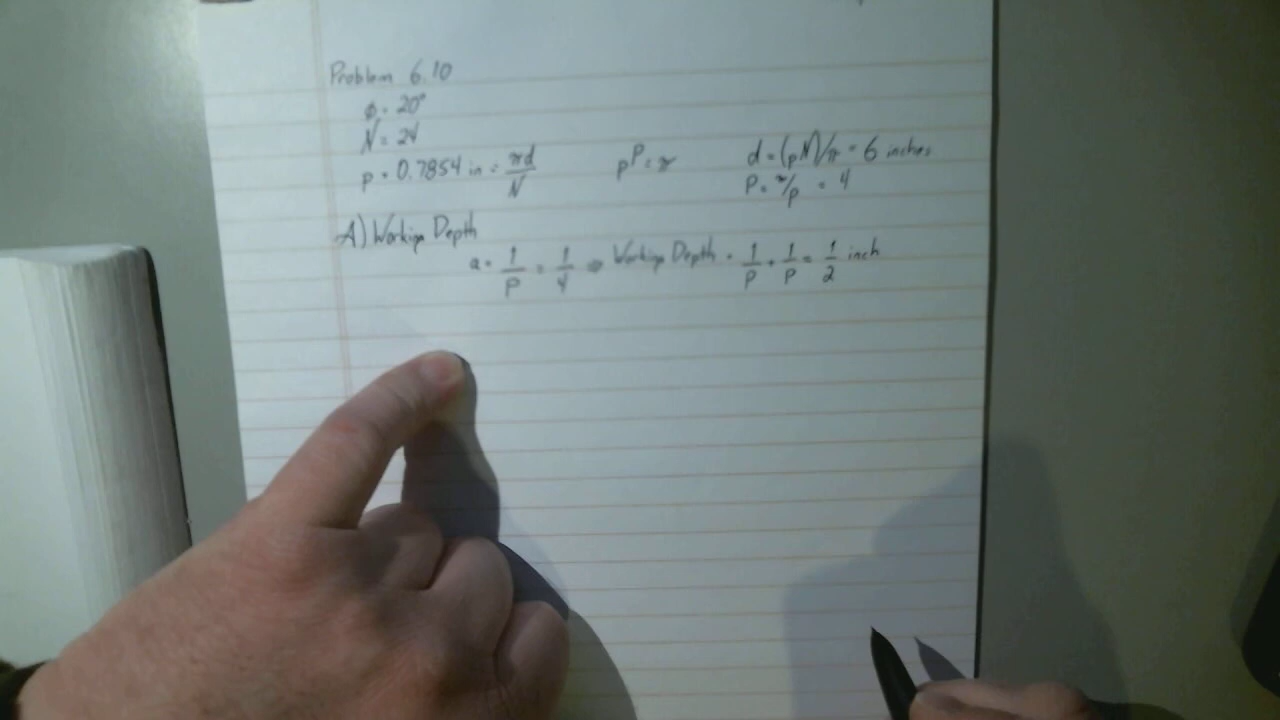 Problem 6.10
φ = 20°
N = 24
p = 0.7854 in = πd/N    pP = π    d = (pN)/π = 6 inches
P = π/p = 4
A) Working Depth
a = 1/P = 1/4 ⇒ Working Depth = 1/P + 1/P = 1/2 inch